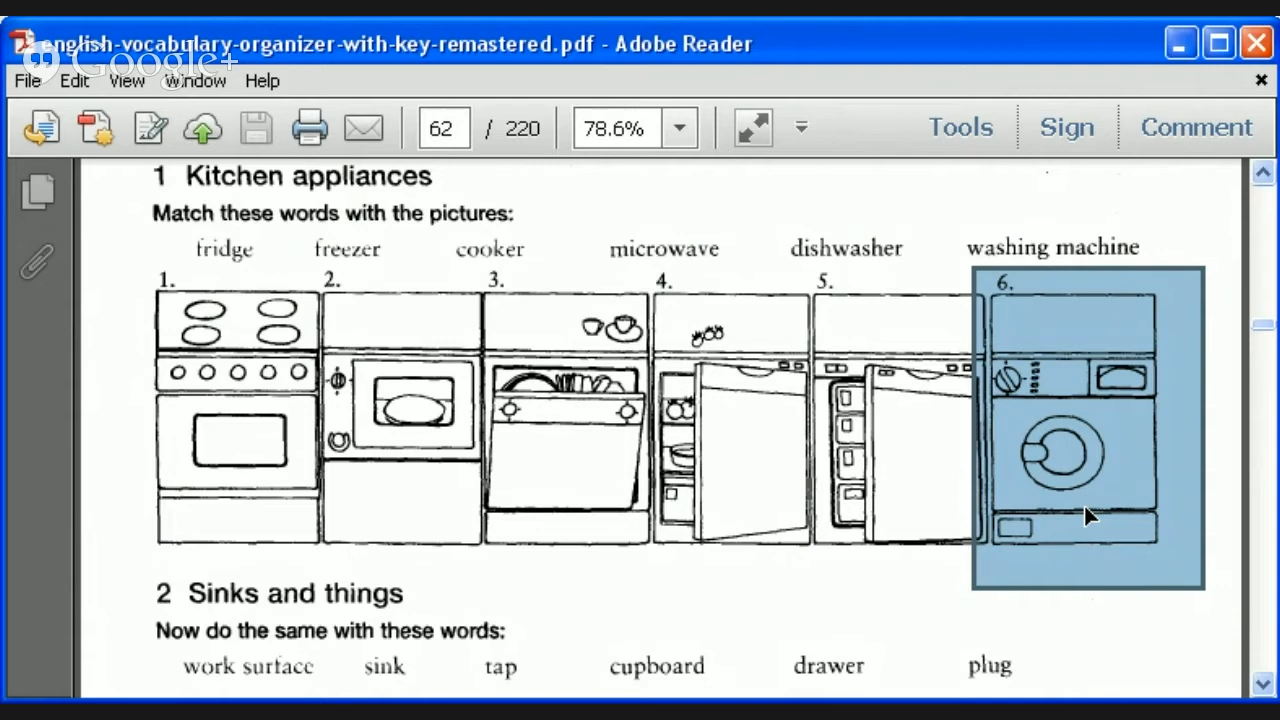 english-vocabulary-organizer-with-key-remastered.pdf - Adobe Reader
Google+
File Edit View Window Help
62 / 220 78.6% Tools Sign Comment
1 Kitchen appliances
Match these words with the pictures:
fridge freezer cooker microwave dishwasher washing machine
1. 2. 3. 4. 5. 6.
2 Sinks and things
Now do the same with these words:
work surface sink tap cupboard drawer plug